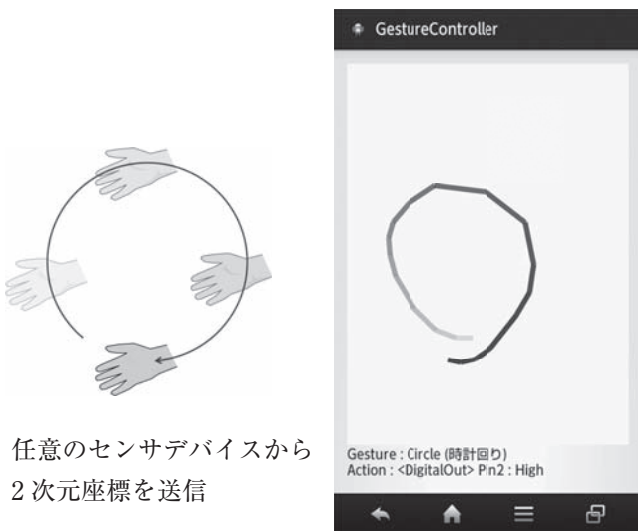 GestureController
任意のセンサデバイスから
2次元座標を送信
Gesture : Circle (時計回り)
Action : <DigitalOut> Pin2 : High